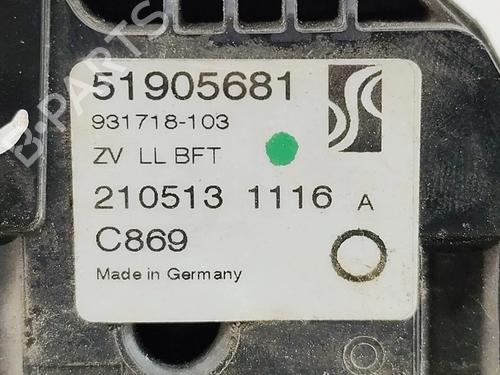 B-PARTS
51905681
931718-103
ZV LL BFT
210513 1116 A
C869
Made in Germany